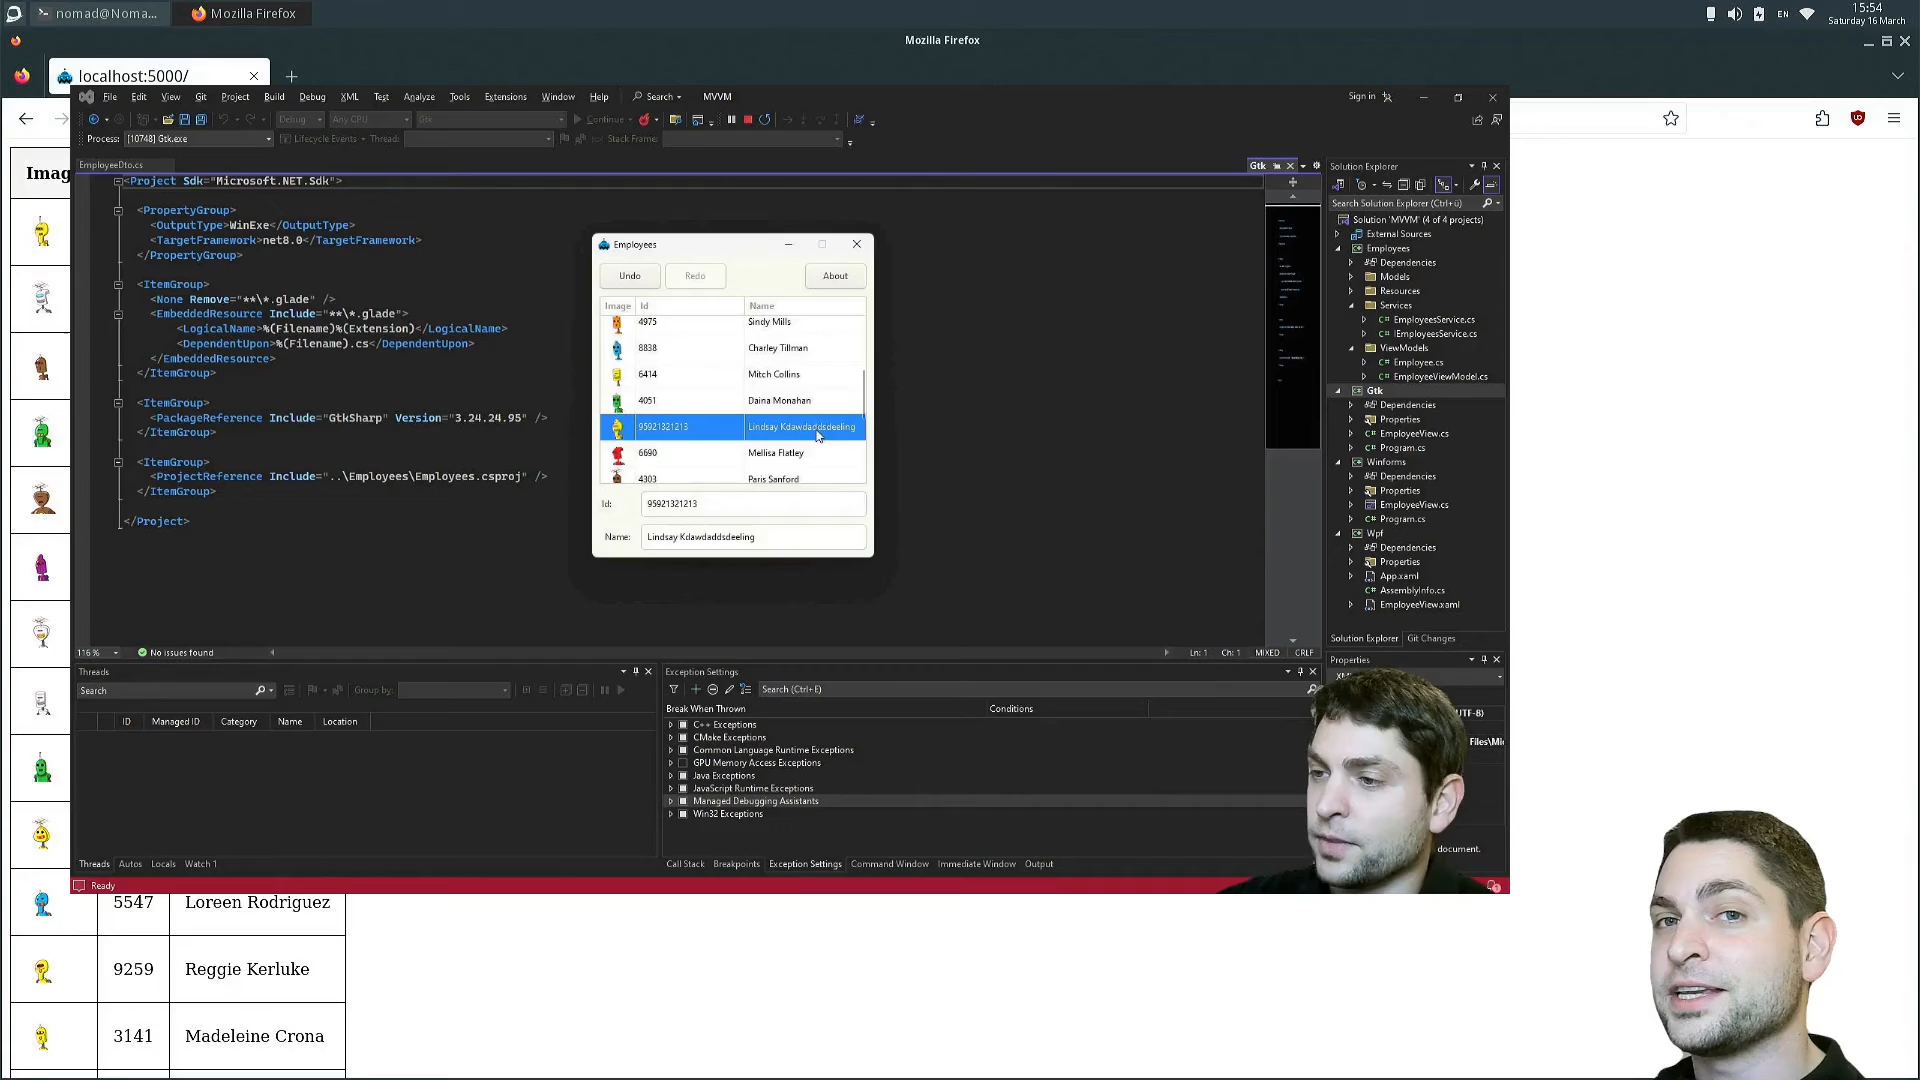 nomad@Noma...
Mozilla Firefox
EN
15:54
Saturday 16 March
Mozilla Firefox
localhost:5000/
File Edit View Git Project Build Debug XML Test Analyze Tools Extensions Window Help Search MVVM
Sign in
Debug Any CPU Gtk Continue
Process: [10748] Gtk.exe Lifecycle Events Thread: Stack Frame:
EmployeeDto.cs
Gtk
<Project Sdk="Microsoft.NET.Sdk">
<PropertyGroup>
<OutputType>WinExe</OutputType>
<TargetFramework>net8.0</TargetFramework>
</PropertyGroup>
<ItemGroup>
<None Remove="**\*.glade" />
<EmbeddedResource Include="**\*.glade">
<LogicalName>%(Filename)%(Extension)</LogicalName>
<DependentUpon>%(Filename).cs</DependentUpon>
</EmbeddedResource>
</ItemGroup>
<ItemGroup>
<PackageReference Include="GtkSharp" Version="3.24.24.95" />
</ItemGroup>
<ItemGroup>
<ProjectReference Include="..\Employees\Employees.csproj" />
</ItemGroup>
</Project>
Employees
Undo Redo About
Image Id Name
4975 Sindy Mills
8838 Charley Tillman
6414 Mitch Collins
4051 Daina Monahan
95921321213 Lindsay Kdawdaddsdeeling
6690 Mellisa Flatley
4303 Paris Sanford
Id: 95921321213
Name: Lindsay Kdawdaddsdeeling
Solution Explorer
Search Solution Explorer (Ctrl+ü)
Solution 'MVVM' (4 of 4 projects)
External Sources
Employees
Dependencies
Models
Resources
Services
EmployeesService.cs
IEmployeesService.cs
ViewModels
Employee.cs
EmployeeViewModel.cs
Gtk
Dependencies
Properties
EmployeeView.cs
Program.cs
Winforms
Dependencies
Properties
EmployeeView.cs
Program.cs
Wpf
Dependencies
Properties
App.xaml
AssemblyInfo.cs
EmployeeView.xaml
Solution Explorer Git Changes
Properties
116 % No issues found Ln: 1 Ch: 1 MIXED CRLF
Threads
Search Group by:
ID Managed ID Category Name Location
Threads Autos Locals Watch 1
Exception Settings
Search (Ctrl+E)
Break When Thrown Conditions
C++ Exceptions
CMake Exceptions
Common Language Runtime Exceptions
GPU Memory Access Exceptions
Java Exceptions
JavaScript Runtime Exceptions
Managed Debugging Assistants
Win32 Exceptions
Call Stack Breakpoints Exception Settings Command Window Immediate Window Output
document.
Ready
Imag
5547 Loreen Rodriguez
9259 Reggie Kerluke
3141 Madeleine Crona